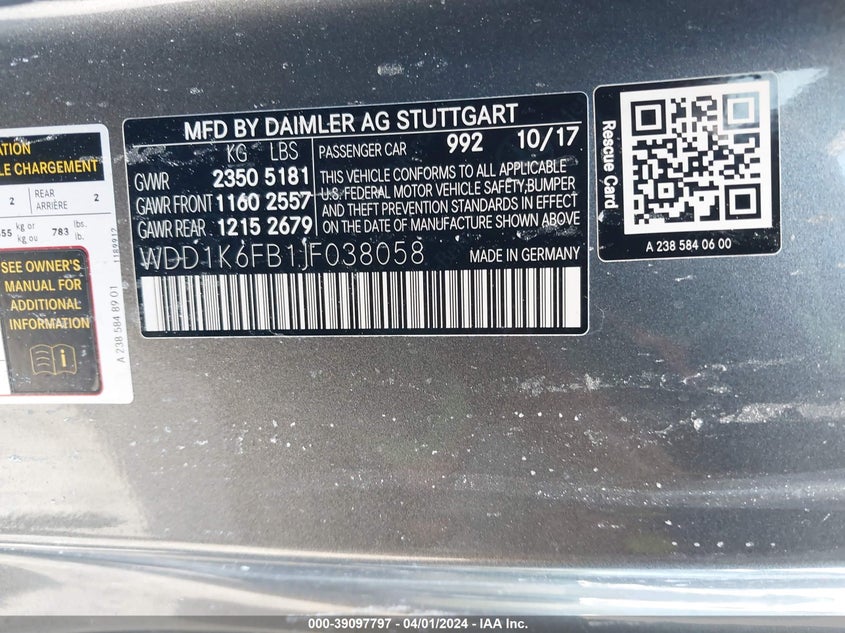 ATION
LE CHARGEMENT
2 REAR ARRIÈRE 2
kg or kg ou 783 lbs. lb.
SEE OWNER'S
MANUAL FOR
ADDITIONAL
INFORMATION
1189912
A 238 584 89 01
MFD BY DAIMLER AG STUTTGART
KG LBS
GVWR 2350 5181
GAWR FRONT 1160 2557
GAWR REAR 1215 2679
PASSENGER CAR 992 10/17
THIS VEHICLE CONFORMS TO ALL APPLICABLE
U.S. FEDERAL MOTOR VEHICLE SAFETY,BUMPER
AND THEFT PREVENTION STANDARDS IN EFFECT
ON THE DATE OF MANUFACTURE SHOWN ABOVE
WDD1K6FB1JF038058 MADE IN GERMANY
Rescue Card
A 238 584 06 00
000-39097797 - 04/01/2024 - IAA Inc.